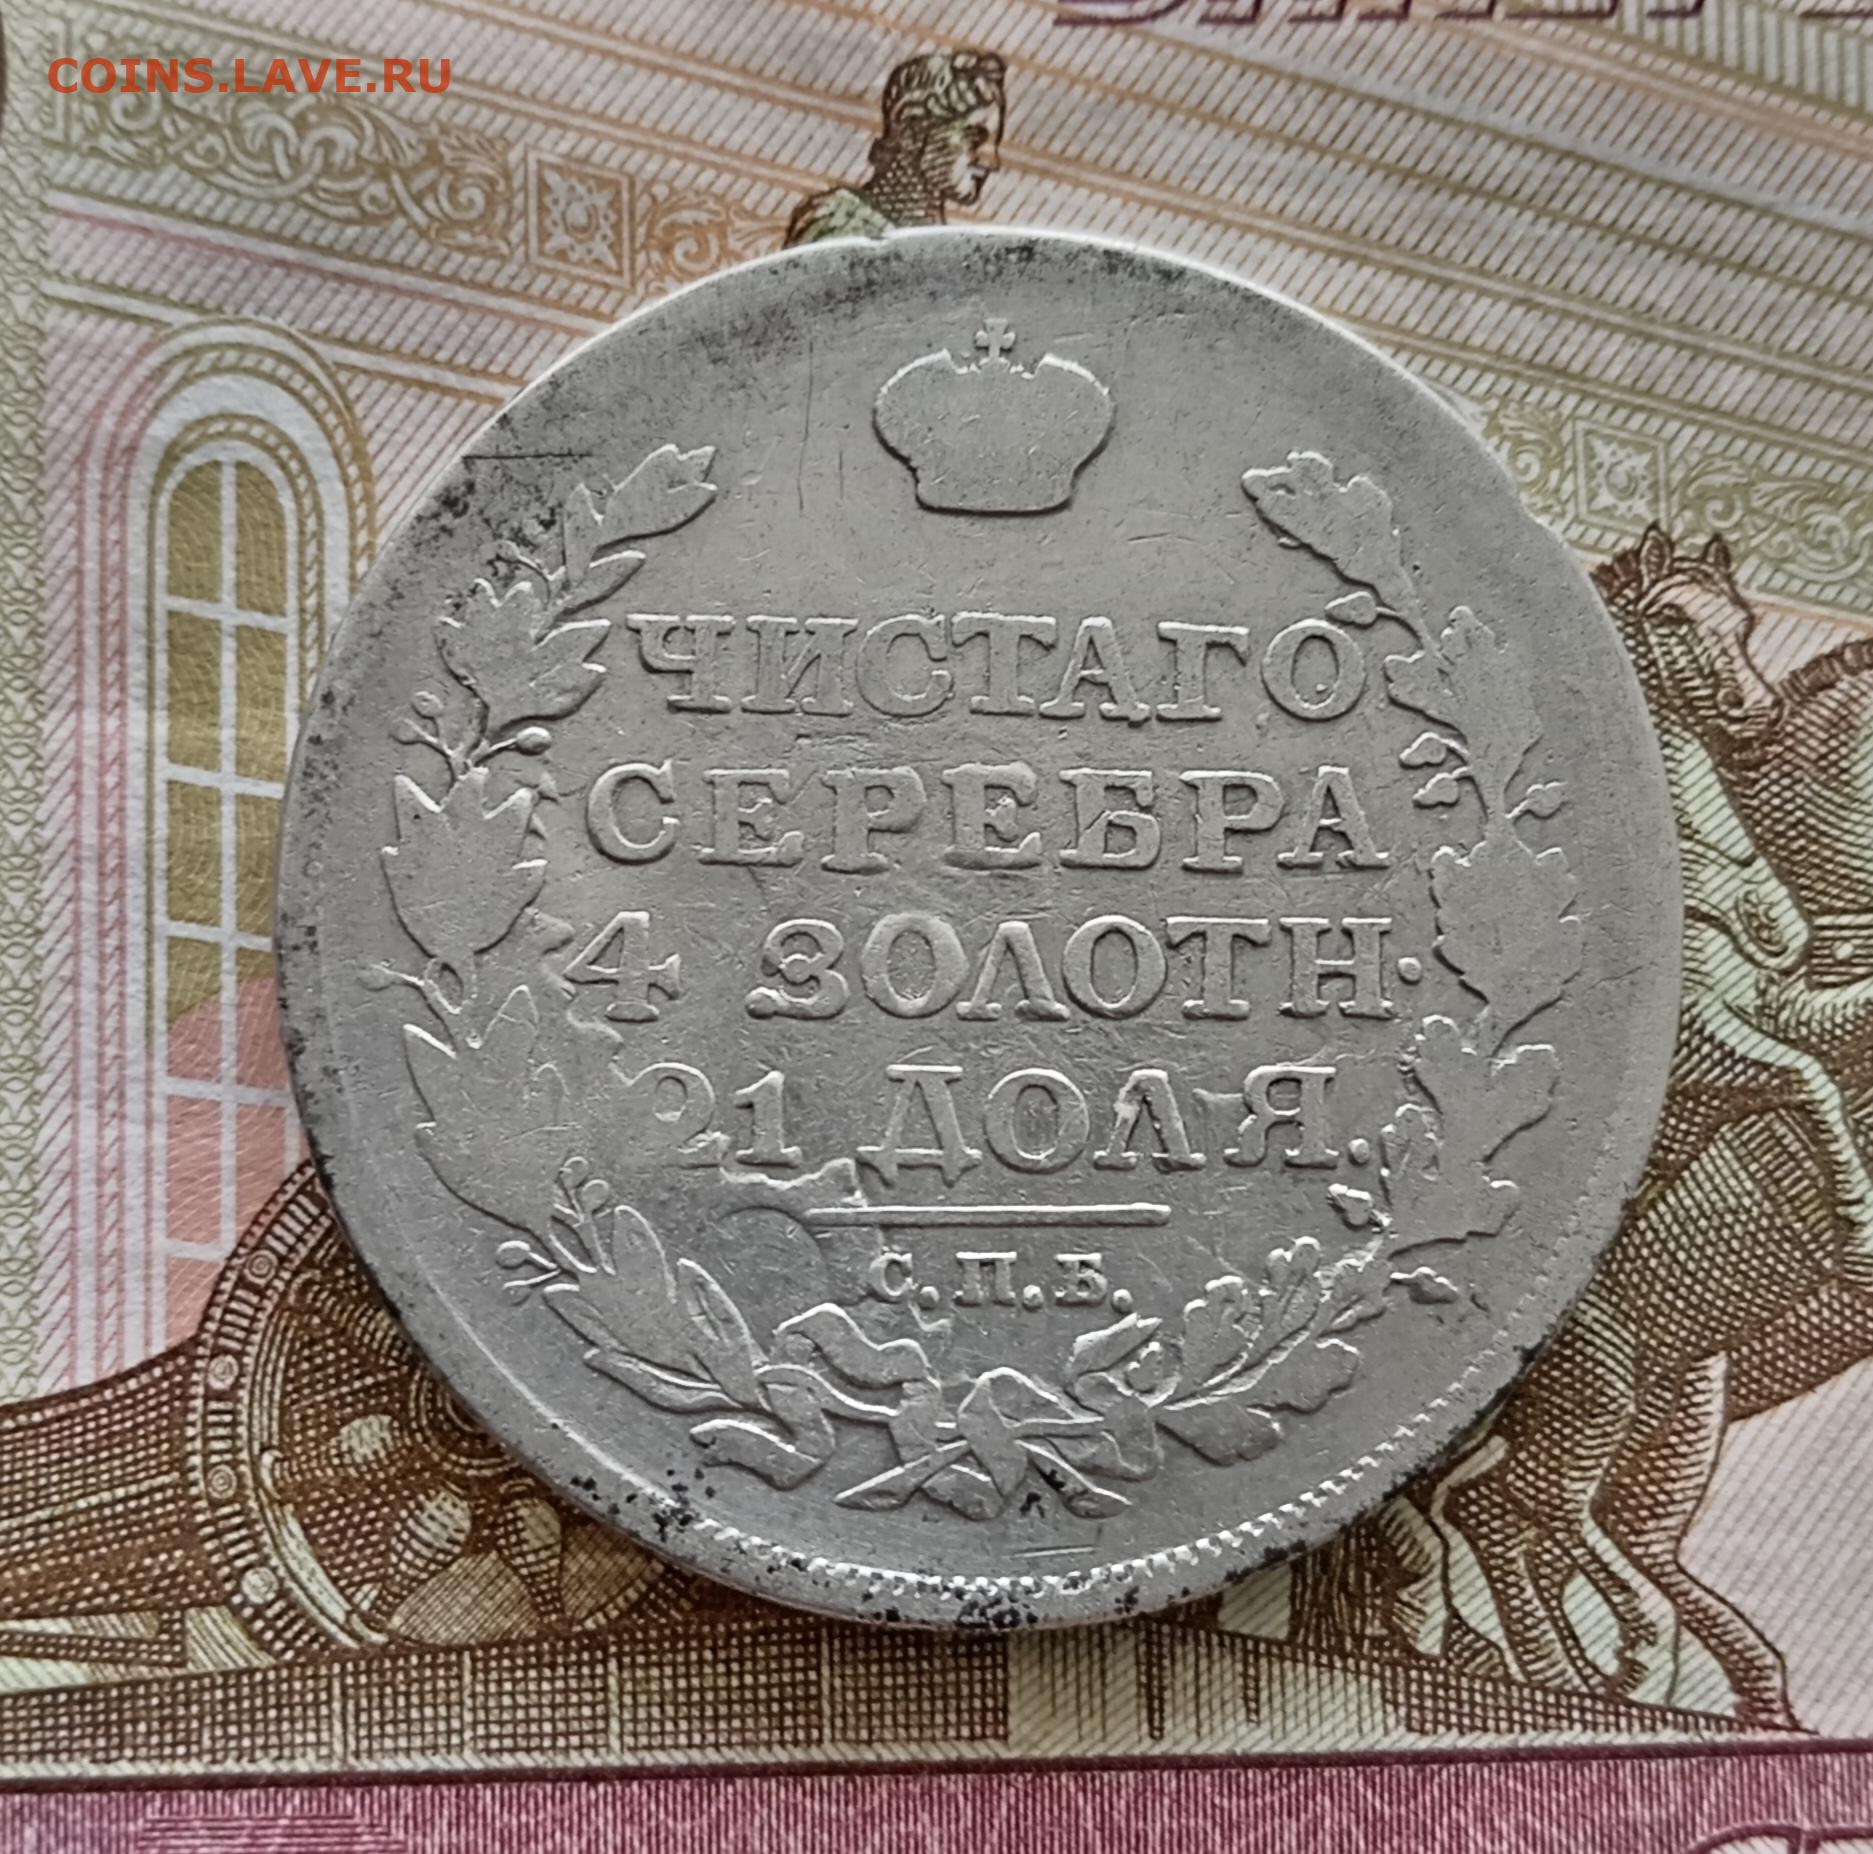 COINS.LAVE.RU
ЧИСТАГО
СЕРЕБРА
4 ЗОЛОТН.
21 ДОЛЯ.
С.П.Б.